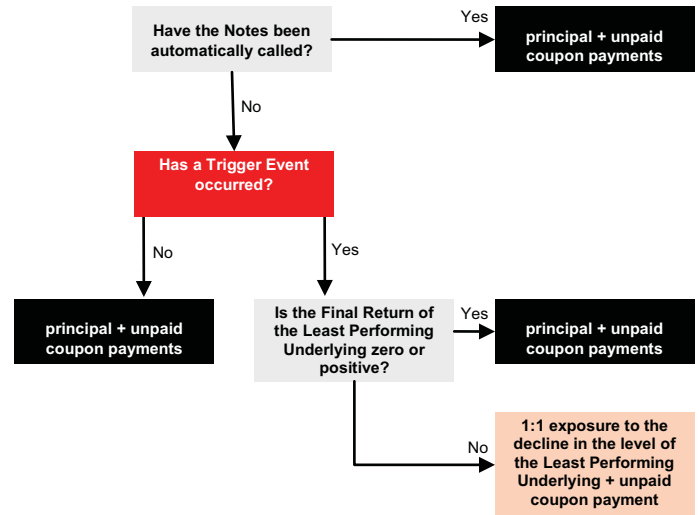 Have the Notes been
automatically called?
Yes
principal + unpaid
coupon payments
No
Has a Trigger Event
occurred?
No
Yes
principal + unpaid
coupon payments
Is the Final Return of
the Least Performing
Underlying zero or
positive?
Yes
principal + unpaid
coupon payments
No
1:1 exposure to the
decline in the level of
the Least Performing
Underlying + unpaid
coupon payment